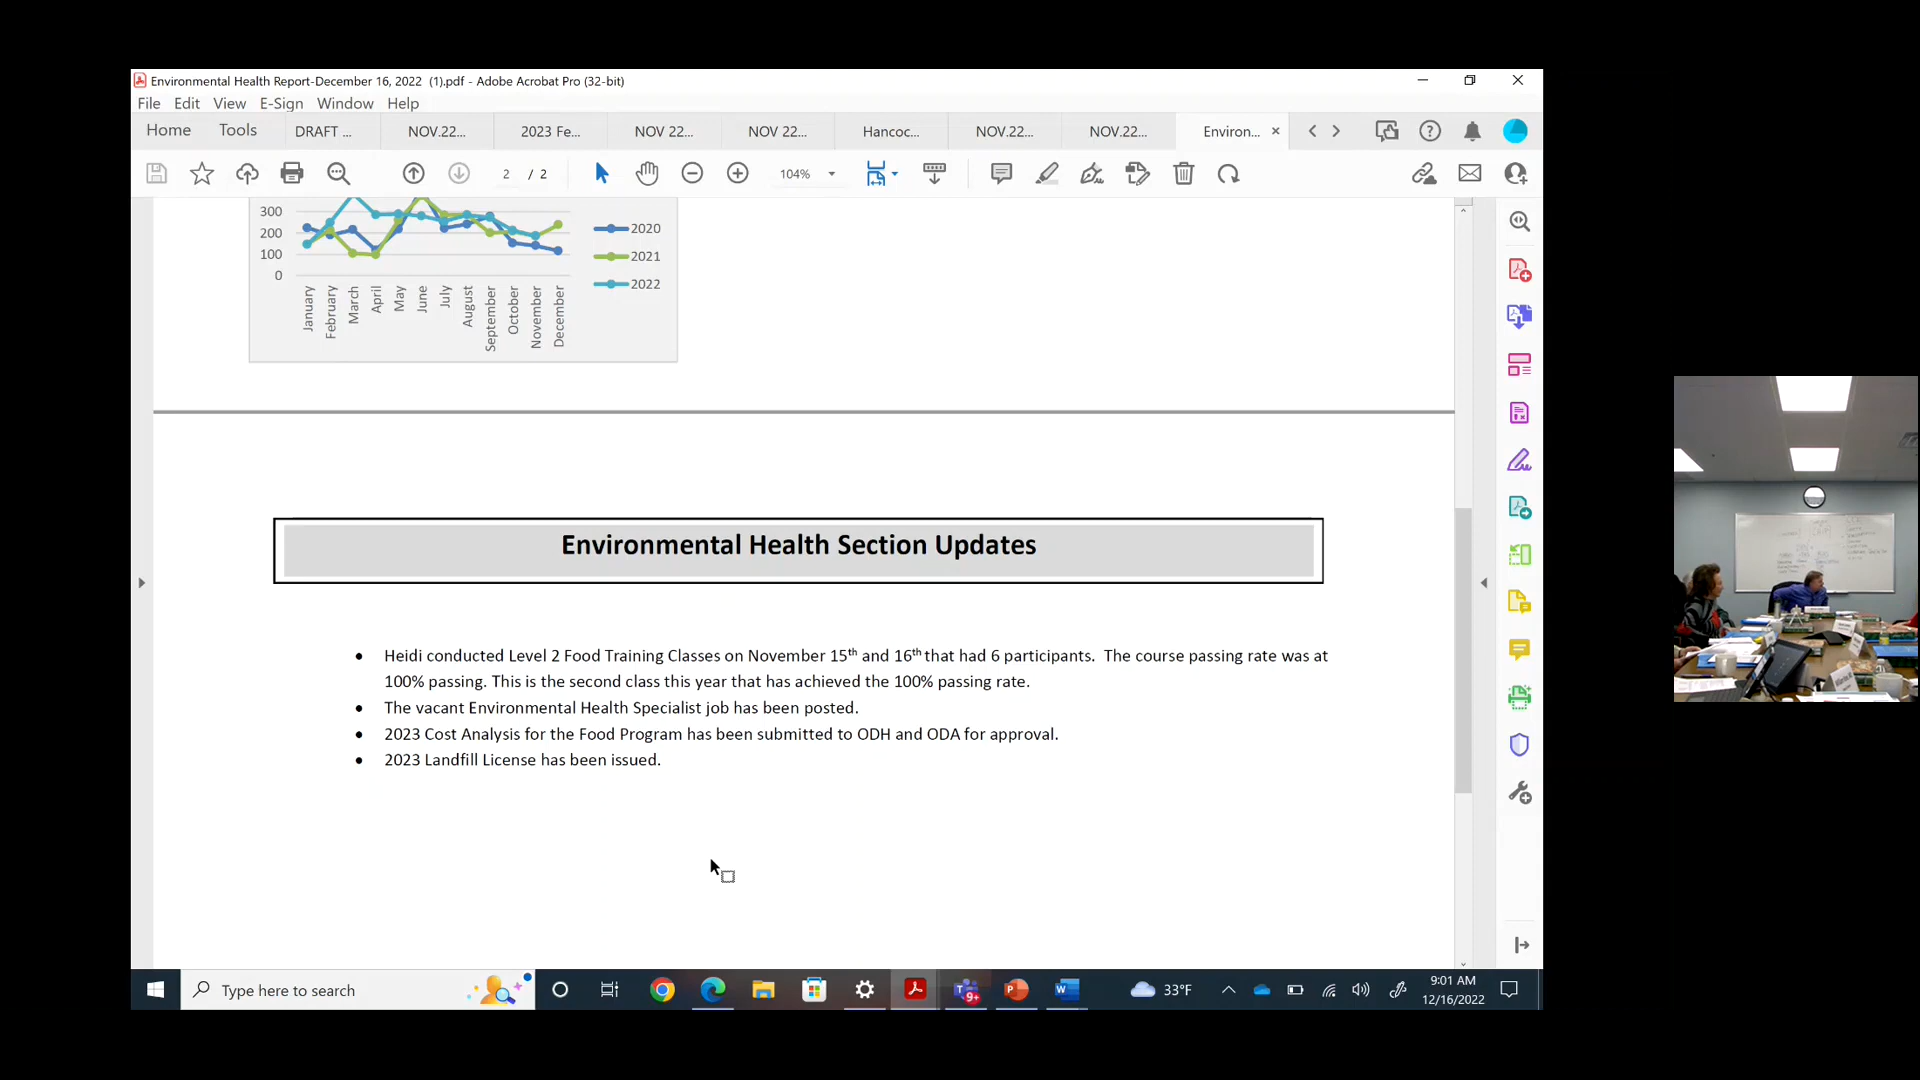 Environmental Health Report-December 16, 2022 (1).pdf - Adobe Acrobat Pro (32-bit)
File Edit View E-Sign Window Help
Home Tools DRAFT ... NOV.22... 2023 Fe... NOV 22... NOV 22... Hancoc... NOV.22... NOV.22... Environ...
2 / 2 104%
300
200
100
0
2020
2021
2022
January February March April May June July August September October November December
Environmental Health Section Updates
• Heidi conducted Level 2 Food Training Classes on November 15th and 16th that had 6 participants. The course passing rate was at
100% passing. This is the second class this year that has achieved the 100% passing rate.
• The vacant Environmental Health Specialist job has been posted.
• 2023 Cost Analysis for the Food Program has been submitted to ODH and ODA for approval.
• 2023 Landfill License has been issued.
Type here to search
9+
33°F
9:01 AM
12/16/2022